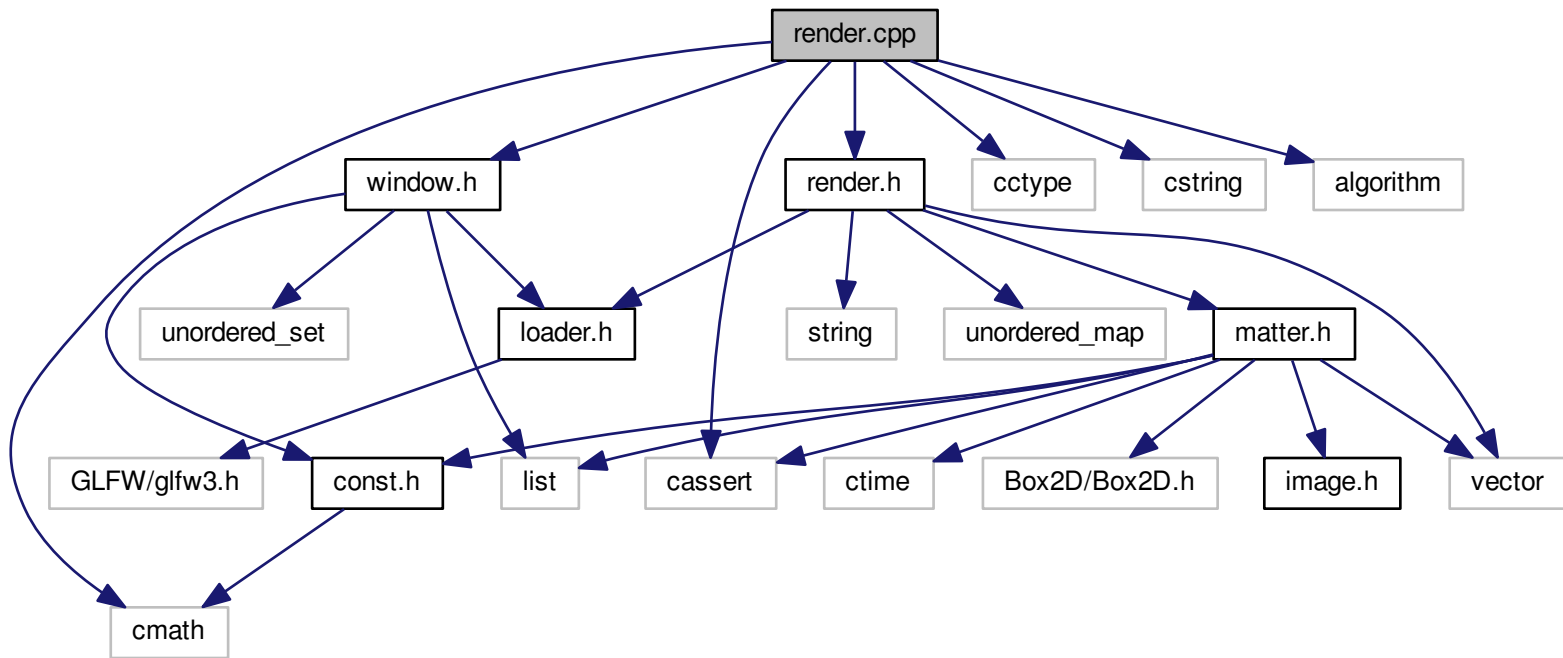 render.cpp
window.h
render.h
cctype
cstring
algorithm
unordered_set
loader.h
string
unordered_map
matter.h
GLFW/glfw3.h
const.h
list
cassert
ctime
Box2D/Box2D.h
image.h
vector
cmath